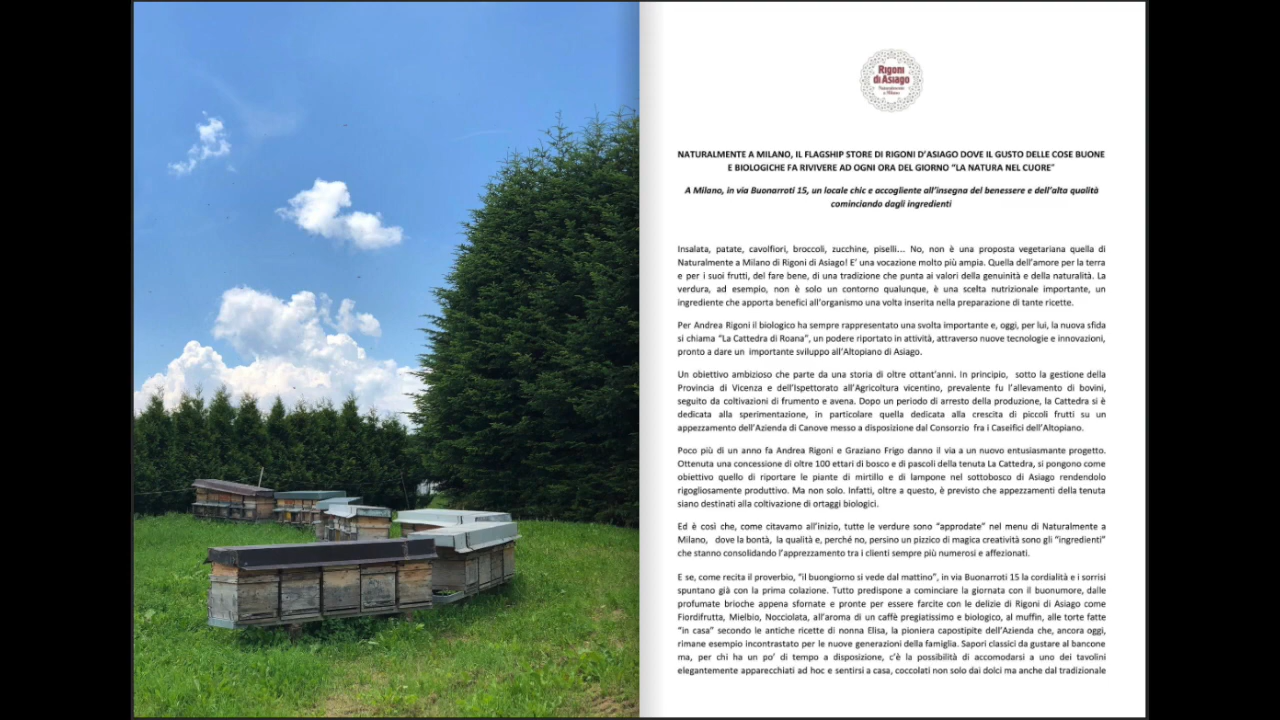 Rigoni
di Asiago
Naturalmente
a Milano
NATURALMENTE A MILANO, IL FLAGSHIP STORE DI RIGONI D'ASIAGO DOVE IL GUSTO DELLE COSE BUONE
E BIOLOGICHE FA RIVIVERE AD OGNI ORA DEL GIORNO "LA NATURA NEL CUORE"
A Milano, in via Buonarroti 15, un locale chic e accogliente all'insegna del benessere e dell'alta qualità
cominciando dagli ingredienti
Insalata, patate, cavolfiori, broccoli, zucchine, piselli… No, non è una proposta vegetariana quella di
Naturalmente a Milano di Rigoni di Asiago! E' una vocazione molto più ampia. Quella dell'amore per la terra
e per i suoi frutti, del fare bene, di una tradizione che punta ai valori della genuinità e della naturalità. La
verdura, ad esempio, non è solo un contorno qualunque, è una scelta nutrizionale importante, un
ingrediente che apporta benefici all'organismo una volta inserita nella preparazione di tante ricette.
Per Andrea Rigoni il biologico ha sempre rappresentato una svolta importante e, oggi, per lui, la nuova sfida
si chiama "La Cattedra di Roana", un podere riportato in attività, attraverso nuove tecnologie e innovazioni,
pronto a dare un importante sviluppo all'Altopiano di Asiago.
Un obiettivo ambizioso che parte da una storia di oltre ottant'anni. In principio, sotto la gestione della
Provincia di Vicenza e dell'Ispettorato all'Agricoltura vicentino, prevalente fu l'allevamento di bovini,
seguito da coltivazioni di frumento e avena. Dopo un periodo di arresto della produzione, la Cattedra si è
dedicata alla sperimentazione, in particolare quella dedicata alla crescita di piccoli frutti su un
appezzamento dell'Azienda di Canove messo a disposizione dal Consorzio fra i Caseifici dell'Altopiano.
Poco più di un anno fa Andrea Rigoni e Graziano Frigo danno il via a un nuovo entusiasmante progetto.
Ottenuta una concessione di oltre 100 ettari di bosco e di pascoli della tenuta La Cattedra, si pongono come
obiettivo quello di riportare le piante di mirtillo e di lampone nel sottobosco di Asiago rendendolo
rigogliosamente produttivo. Ma non solo. Infatti, oltre a questo, è previsto che appezzamenti della tenuta
siano destinati alla coltivazione di ortaggi biologici.
Ed è così che, come citavamo all'inizio, tutte le verdure sono "approdate" nel menu di Naturalmente a
Milano, dove la bontà, la qualità e, perché no, persino un pizzico di magica creatività sono gli "ingredienti"
che stanno consolidando l'apprezzamento tra i clienti sempre più numerosi e affezionati.
E se, come recita il proverbio, "il buongiorno si vede dal mattino", in via Buonarroti 15 la cordialità e i sorrisi
spuntano già con la prima colazione. Tutto predispone a cominciare la giornata con il buonumore, dalle
profumate brioche appena sfornate e pronte per essere farcite con le delizie di Rigoni di Asiago come
Fiordifrutta, Mielbio, Nocciolata, all'aroma di un caffè pregiatissimo e biologico, al muffin, alle torte fatte
"in casa" secondo le antiche ricette di nonna Elisa, la pioniera capostipite dell'Azienda che, ancora oggi,
rimane esempio incontrastato per le nuove generazioni della famiglia. Sapori classici da gustare al bancone
ma, per chi ha un po' di tempo a disposizione, c'è la possibilità di accomodarsi a uno dei tavolini
elegantemente apparecchiati ad hoc e sentirsi a casa, coccolati non solo dai dolci ma anche dal tradizionale